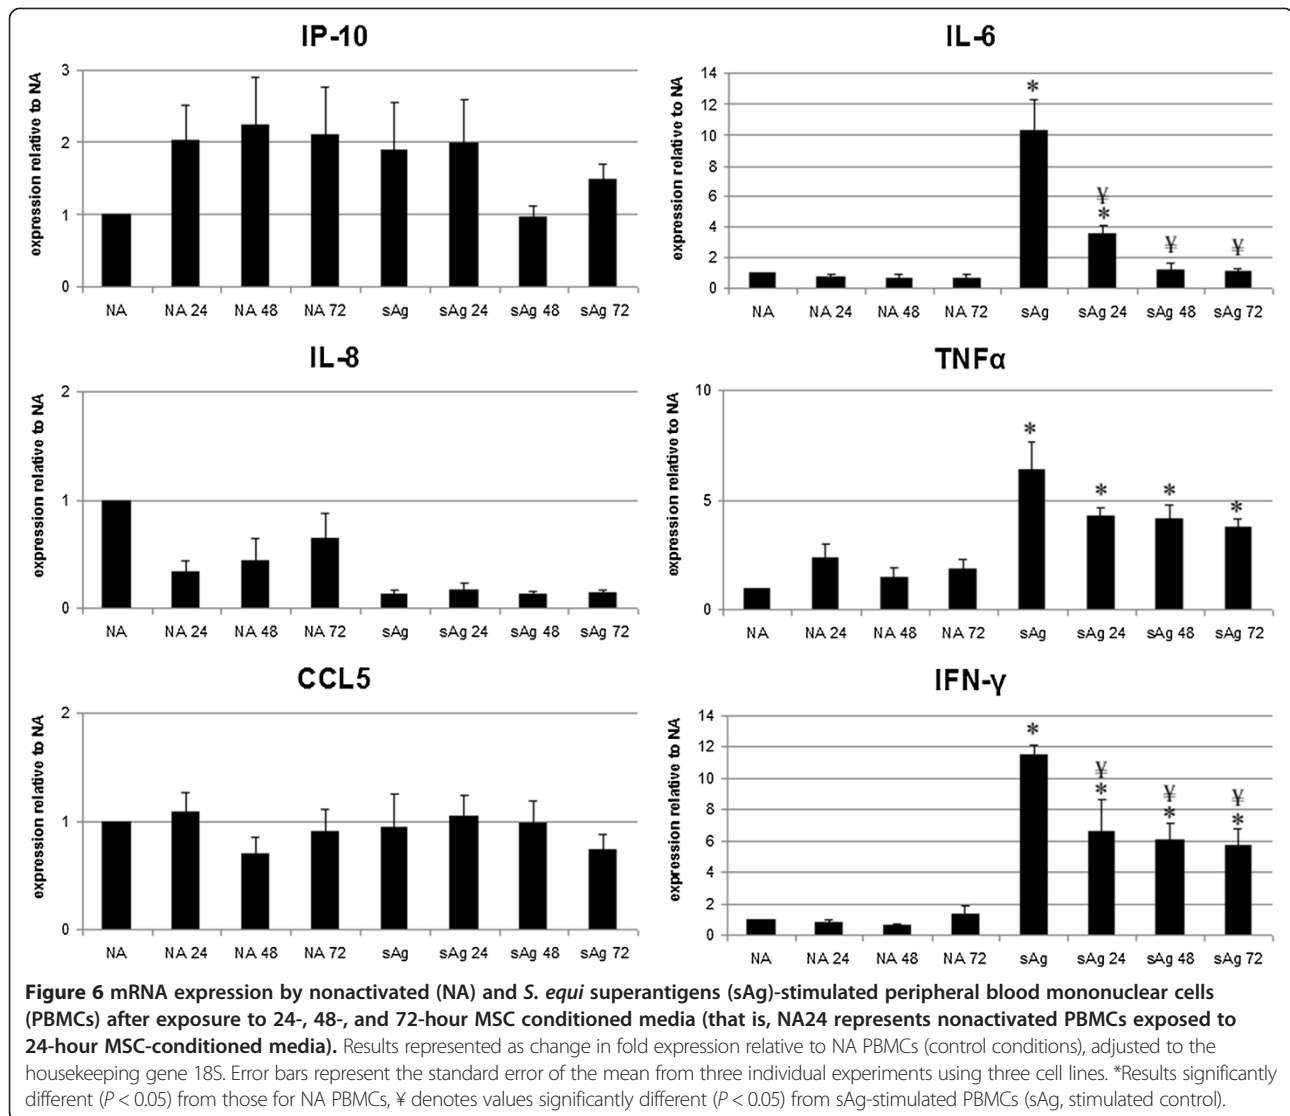 IP-10
expression relative to NA
3
2
1
0
NA NA 24 NA 48 NA 72 sAg sAg 24 sAg 48 sAg 72
IL-6
expression relative to NA
14
12
10
8
6
4
2
0
*
¥
*
¥
¥
NA NA 24 NA 48 NA 72 sAg sAg 24 sAg 48 sAg 72
IL-8
expression relative to NA
2
1
0
NA NA 24 NA 48 NA 72 sAg sAg 24 sAg 48 sAg 72
TNFα
expression relative to NA
10
5
0
*
*
*
*
NA NA 24 NA 48 NA 72 sAg sAg 24 sAg 48 sAg 72
CCL5
expression relative to NA
2
1
0
NA NA 24 NA 48 NA 72 sAg sAg 24 sAg 48 sAg 72
IFN-γ
expression relative to NA
14
12
10
8
6
4
2
0
*
¥
*
¥
*
¥
*
NA NA 24 NA 48 NA 72 sAg sAg 24 sAg 48 sAg 72
Figure 6 mRNA expression by nonactivated (NA) and S. equi superantigens (sAg)-stimulated peripheral blood mononuclear cells
(PBMCs) after exposure to 24-, 48-, and 72-hour MSC conditioned media (that is, NA24 represents nonactivated PBMCs exposed to
24-hour MSC-conditioned media). Results represented as change in fold expression relative to NA PBMCs (control conditions), adjusted to the
housekeeping gene 18S. Error bars represent the standard error of the mean from three individual experiments using three cell lines. *Results significantly
different (P < 0.05) from those for NA PBMCs, ¥ denotes values significantly different (P < 0.05) from sAg-stimulated PBMCs (sAg, stimulated control).